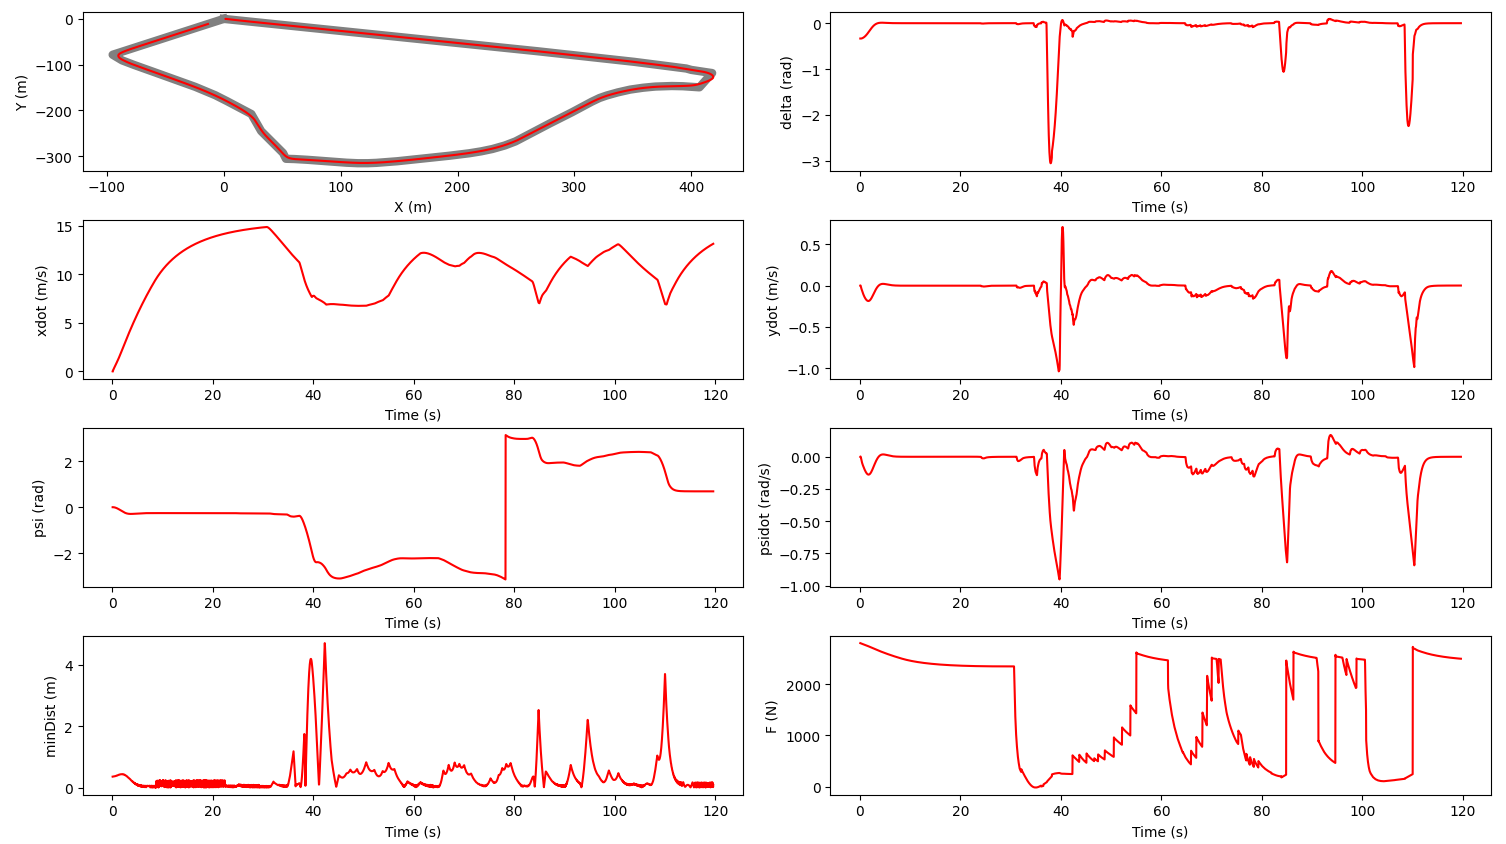 Y (m)
0
−100
−200
−300
−100 0 100 200 300 400
X (m)
delta (rad)
0
−1
−2
−3
0 20 40 60 80 100 120
Time (s)
xdot (m/s)
15
10
5
0
0 20 40 60 80 100 120
Time (s)
ydot (m/s)
0.5
0.0
−0.5
−1.0
0 20 40 60 80 100 120
Time (s)
psi (rad)
2
0
−2
0 20 40 60 80 100 120
Time (s)
psidot (rad/s)
0.00
−0.25
−0.50
−0.75
−1.00
0 20 40 60 80 100 120
Time (s)
minDist (m)
4
2
0
0 20 40 60 80 100 120
Time (s)
F (N)
2000
1000
0
0 20 40 60 80 100 120
Time (s)